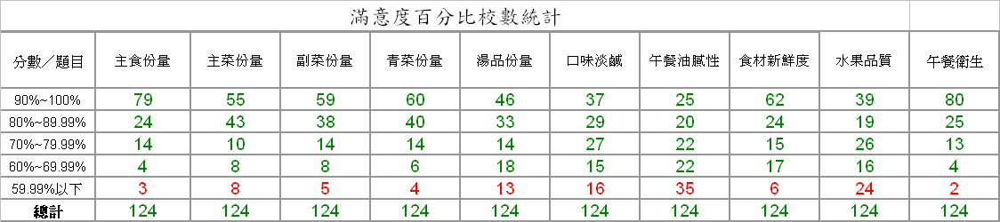 滿意度百分比校數統計
分數／題目 主食份量 主菜份量 副菜份量 青菜份量 湯品份量 口味淡鹹 午餐油膩性 食材新鮮度 水果品質 午餐衛生
90%~100% 79 55 59 60 46 37 25 62 39 80
80%~89.99% 24 43 38 40 33 29 20 24 19 25
70%~79.99% 14 10 14 14 14 27 22 15 26 13
60%~69.99% 4 8 8 6 18 15 22 17 16 4
59.99%以下 3 8 5 4 13 16 35 6 24 2
總計 124 124 124 124 124 124 124 124 124 124